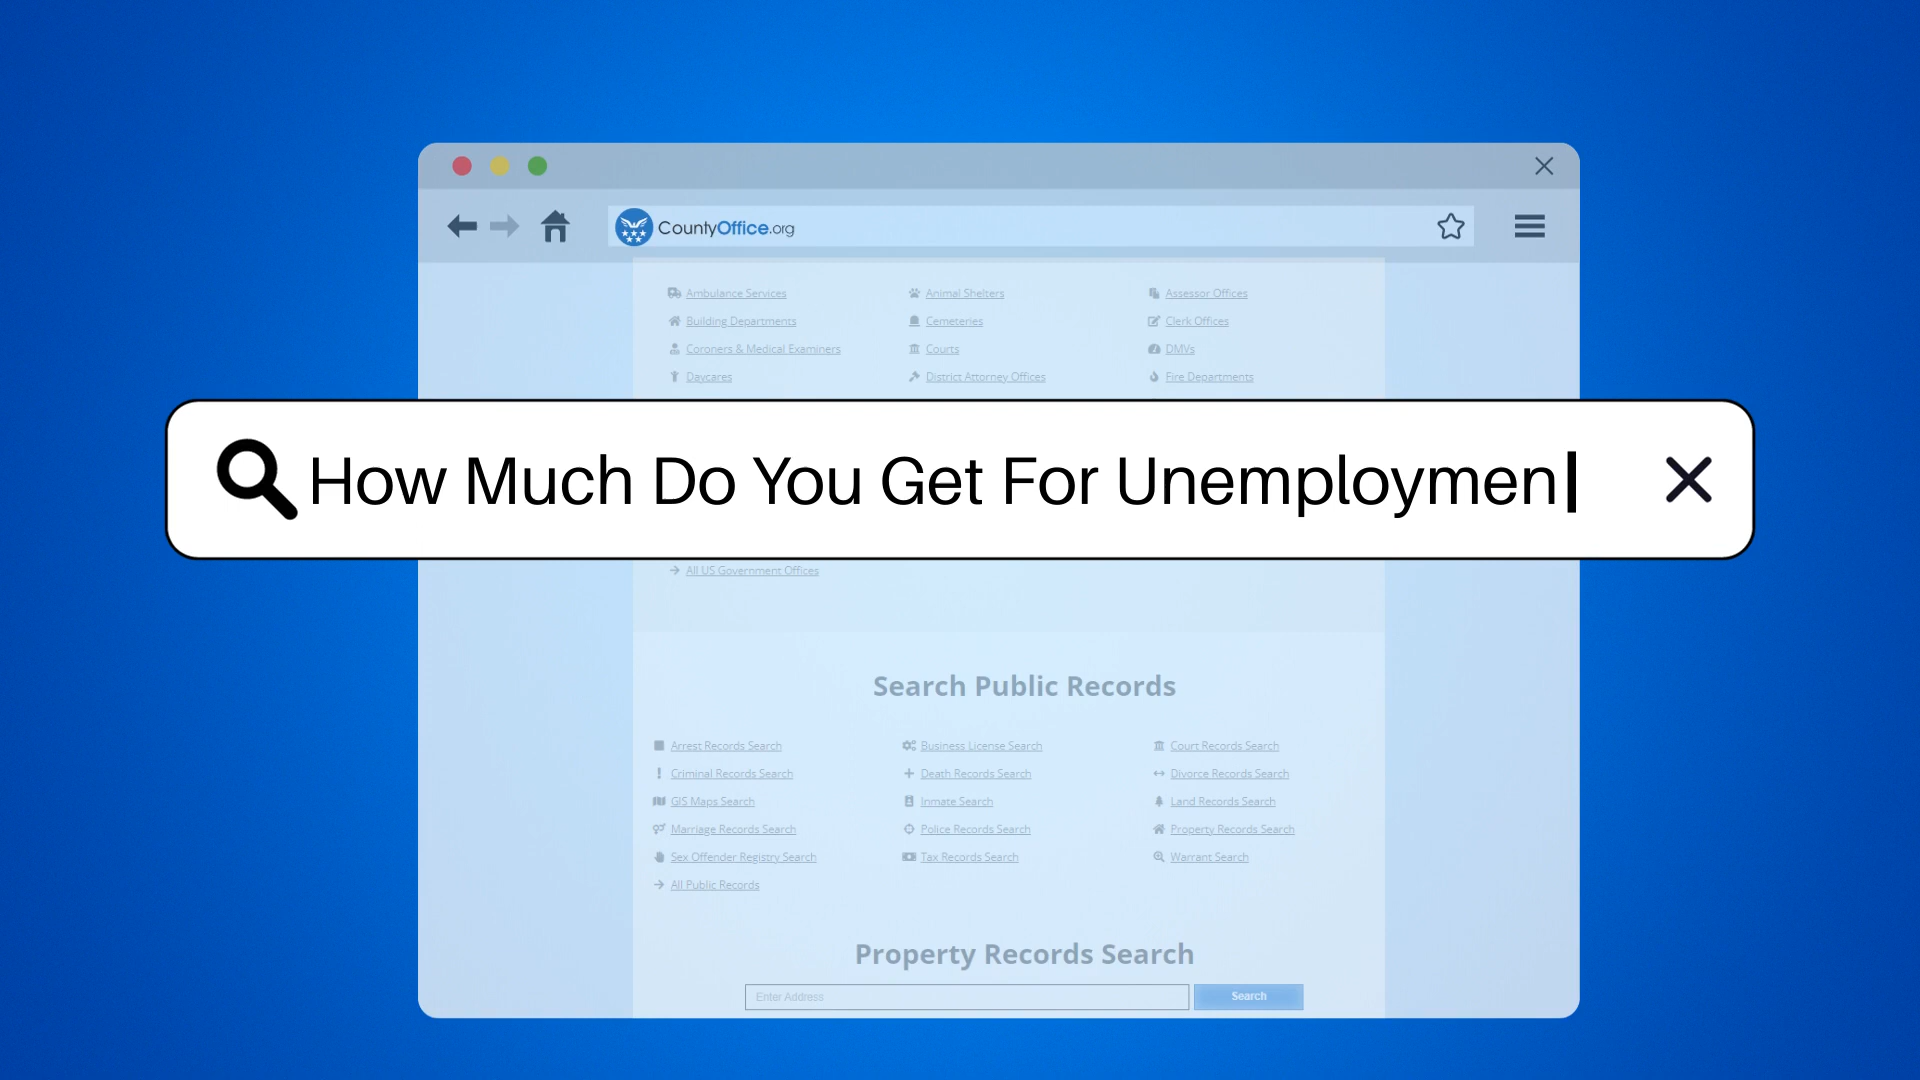 CountyOffice.org
Ambulance Services Animal Shelters Assessor Offices
Building Departments Cemeteries Clerk Offices
Coroners & Medical Examiners Courts DMVs
Daycares District Attorney Offices Fire Departments
How Much Do You Get For Unemploymen
All US Government Offices
Search Public Records
Arrest Records Search Business License Search Court Records Search
Criminal Records Search Death Records Search Divorce Records Search
GIS Maps Search Inmate Search Land Records Search
Marriage Records Search Police Records Search Property Records Search
Sex Offender Registry Search Tax Records Search Warrant Search
All Public Records
Property Records Search
Enter Address Search